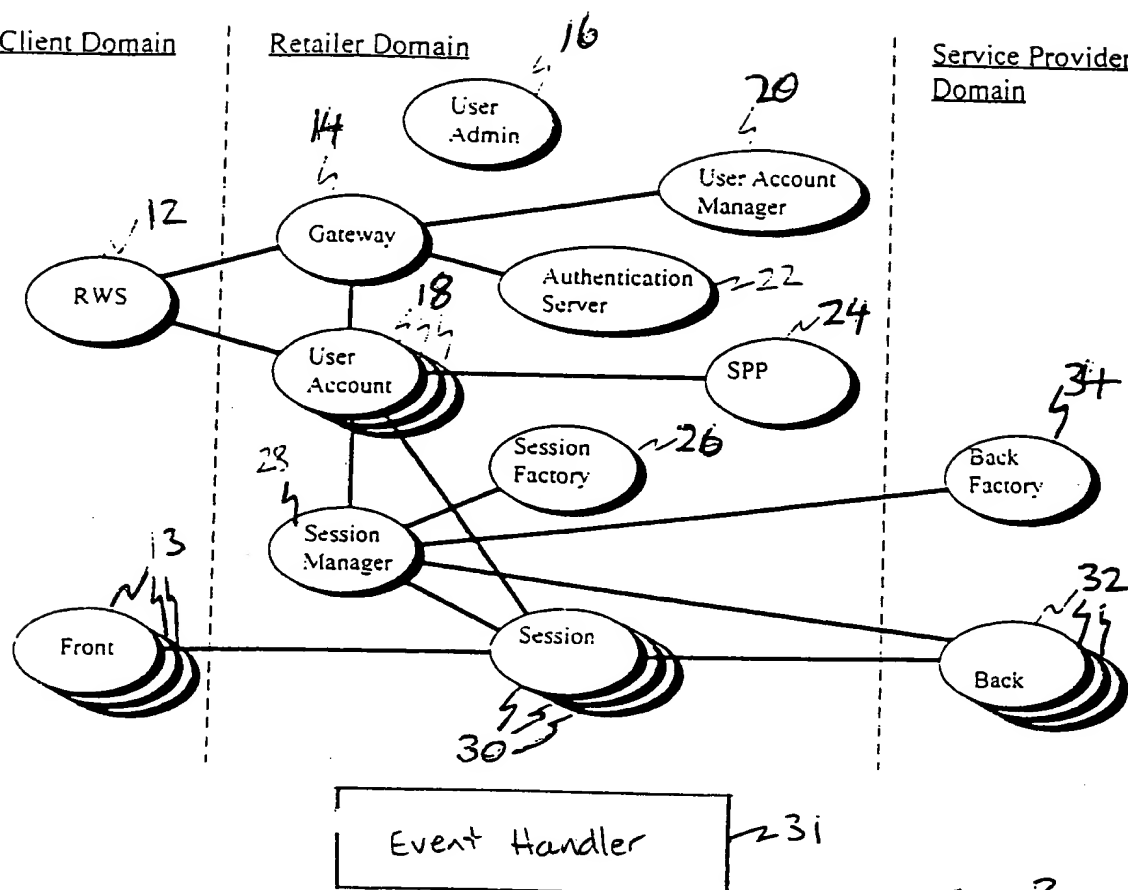 Client Domain
Retailer Domain
Service Provider
Domain
16
User
Admin
20
User Account
Manager
14
Gateway
12
RWS
Authentication
Server
22
18
User
Account
24
SPP
34
Back
Factory
Session
Factory
26
28
Session
Manager
13
Front
Session
30
32
Back
Event Handler
31